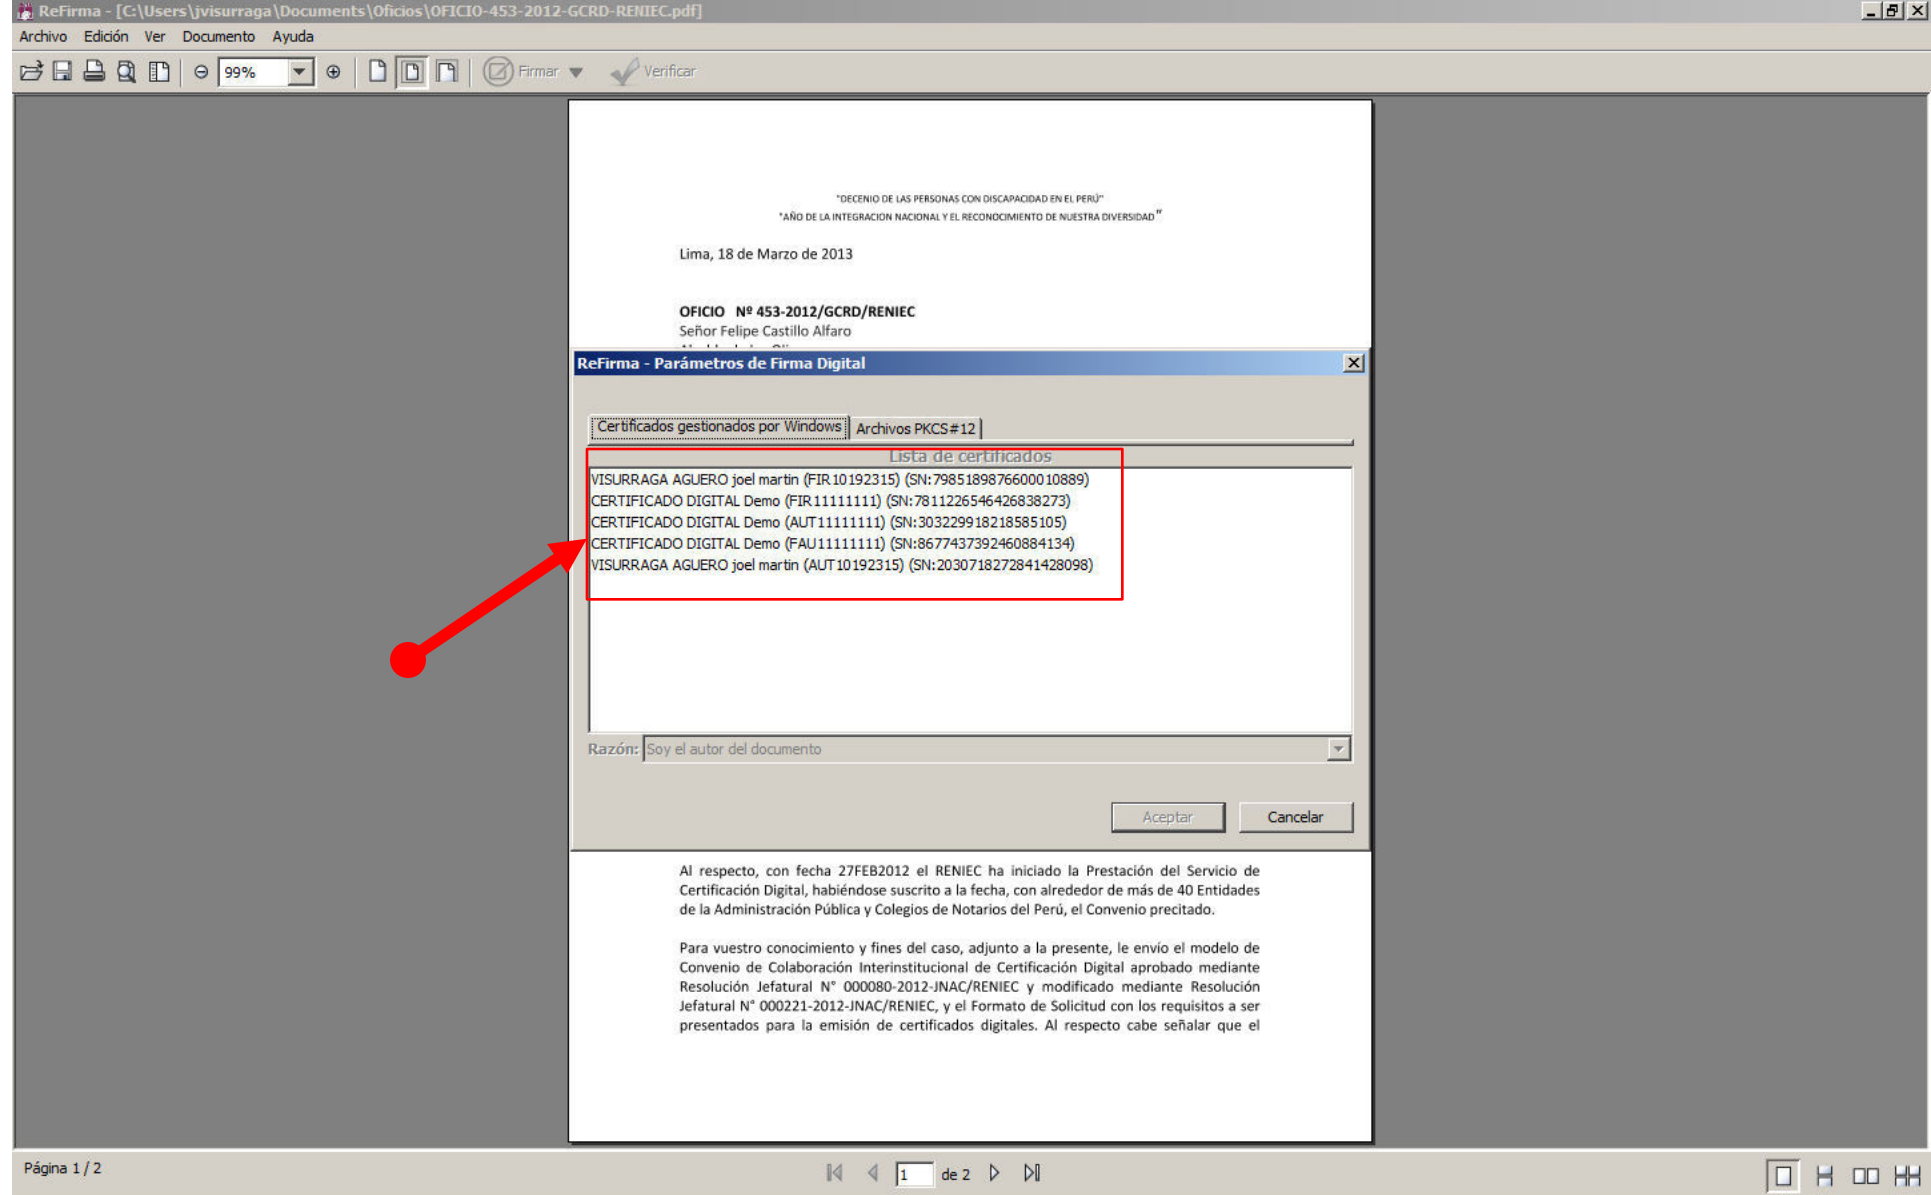 ReFirma - [C:\Users\jvisurraga\Documents\Oficios\OFICIO-453-2012-GCRD-RENIEC.pdf]
Archivo Edición Ver Documento Ayuda
99% Firmar Verificar
"DECENIO DE LAS PERSONAS CON DISCAPACIDAD EN EL PERÚ"
"AÑO DE LA INTEGRACION NACIONAL Y EL RECONOCIMIENTO DE NUESTRA DIVERSIDAD"
Lima, 18 de Marzo de 2013
OFICIO Nº 453-2012/GCRD/RENIEC
Señor Felipe Castillo Alfaro
ReFirma - Parámetros de Firma Digital
Certificados gestionados por Windows Archivos PKCS#12
Lista de certificados
VISURRAGA AGUERO joel martin (FIR10192315) (SN:7985189876600010889)
CERTIFICADO DIGITAL Demo (FIR11111111) (SN:7811226546426838273)
CERTIFICADO DIGITAL Demo (AUT11111111) (SN:303229918218585105)
CERTIFICADO DIGITAL Demo (FAU11111111) (SN:8677437392460884134)
VISURRAGA AGUERO joel martin (AUT10192315) (SN:2030718272841428098)
Razón: Soy el autor del documento
Aceptar Cancelar
Al respecto, con fecha 27FEB2012 el RENIEC ha iniciado la Prestación del Servicio de
Certificación Digital, habiéndose suscrito a la fecha, con alrededor de más de 40 Entidades
de la Administración Pública y Colegios de Notarios del Perú, el Convenio precitado.
Para vuestro conocimiento y fines del caso, adjunto a la presente, le envío el modelo de
Convenio de Colaboración Interinstitucional de Certificación Digital aprobado mediante
Resolución Jefatural N° 000080-2012-JNAC/RENIEC y modificado mediante Resolución
Jefatural N° 000221-2012-JNAC/RENIEC, y el Formato de Solicitud con los requisitos a ser
presentados para la emisión de certificados digitales. Al respecto cabe señalar que el
Página 1 / 2
1 de 2